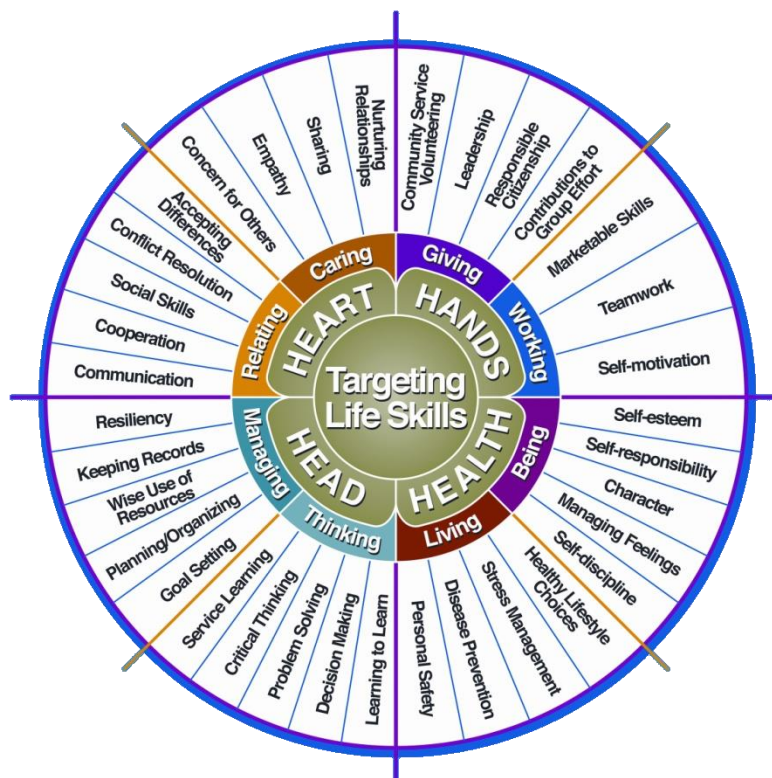 Targeting
Life Skills
HEART
HANDS
HEALTH
HEAD
Caring
Giving
Working
Being
Living
Thinking
Managing
Relating
Nurturing
Relationships
Sharing
Empathy
Concern for Others
Accepting
Differences
Conflict Resolution
Social Skills
Cooperation
Communication
Community Service
Volunteering
Leadership
Responsible
Citizenship
Contributions to
Group Effort
Marketable Skills
Teamwork
Self-motivation
Self-esteem
Self-responsibility
Character
Managing Feelings
Self-discipline
Healthy Lifestyle
Choices
Stress Management
Disease Prevention
Personal Safety
Learning to Learn
Decision Making
Problem Solving
Critical Thinking
Service Learning
Goal Setting
Planning/Organizing
Wise Use of
Resources
Keeping Records
Resiliency